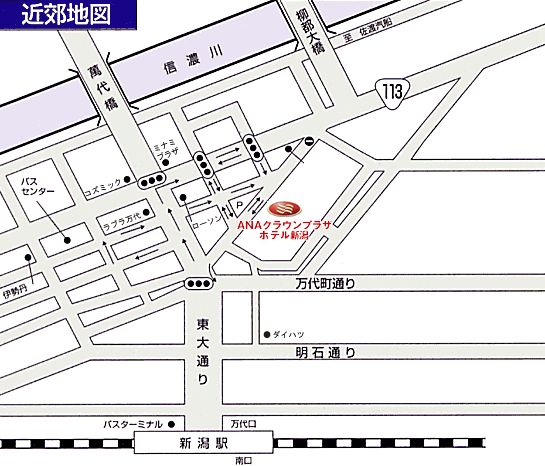 近郊地図
柳都大橋
至 佐渡汽船
信濃川
萬代橋
113
ミナミプラザ
コズミック
バス
センター
ラブラ万代
ローソン
P
ANAクラウンプラザ
ホテル新潟
伊勢丹
万代町通り
東大通り
ダイハツ
明石通り
バスターミナル
万代口
新潟駅
南口